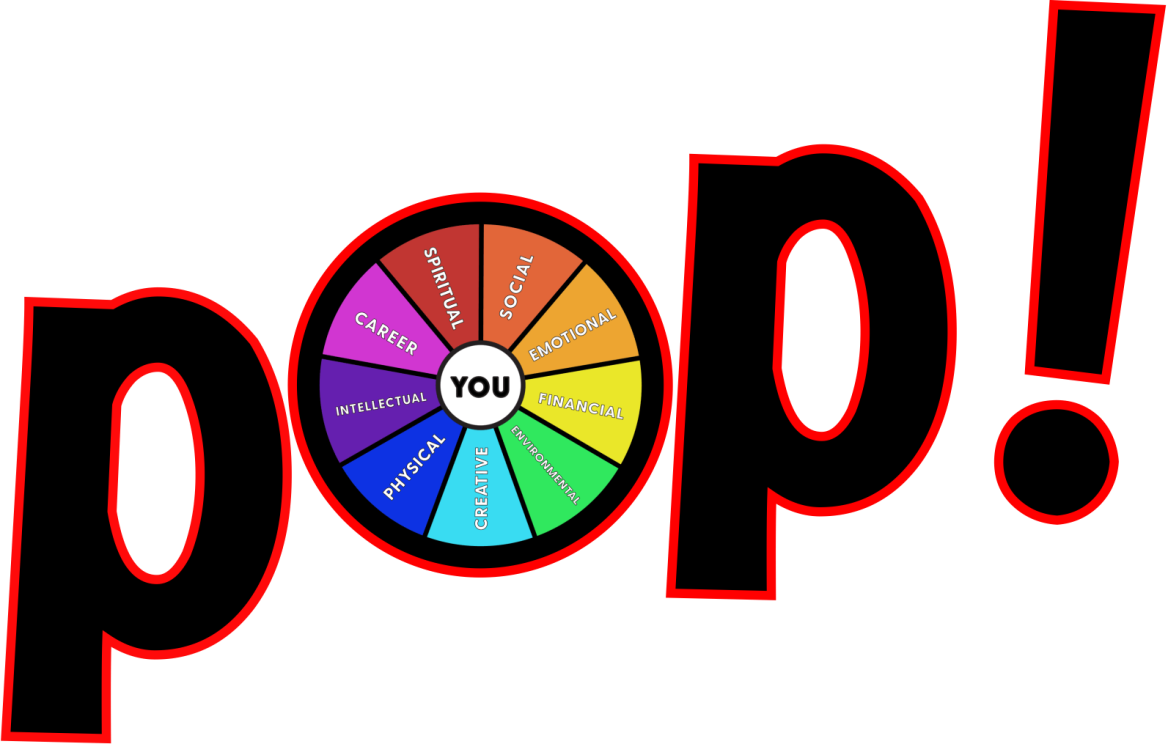 pop!
SPIRITUAL
SOCIAL
EMOTIONAL
FINANCIAL
ENVIRONMENTAL
CREATIVE
PHYSICAL
INTELLECTUAL
CAREER
YOU